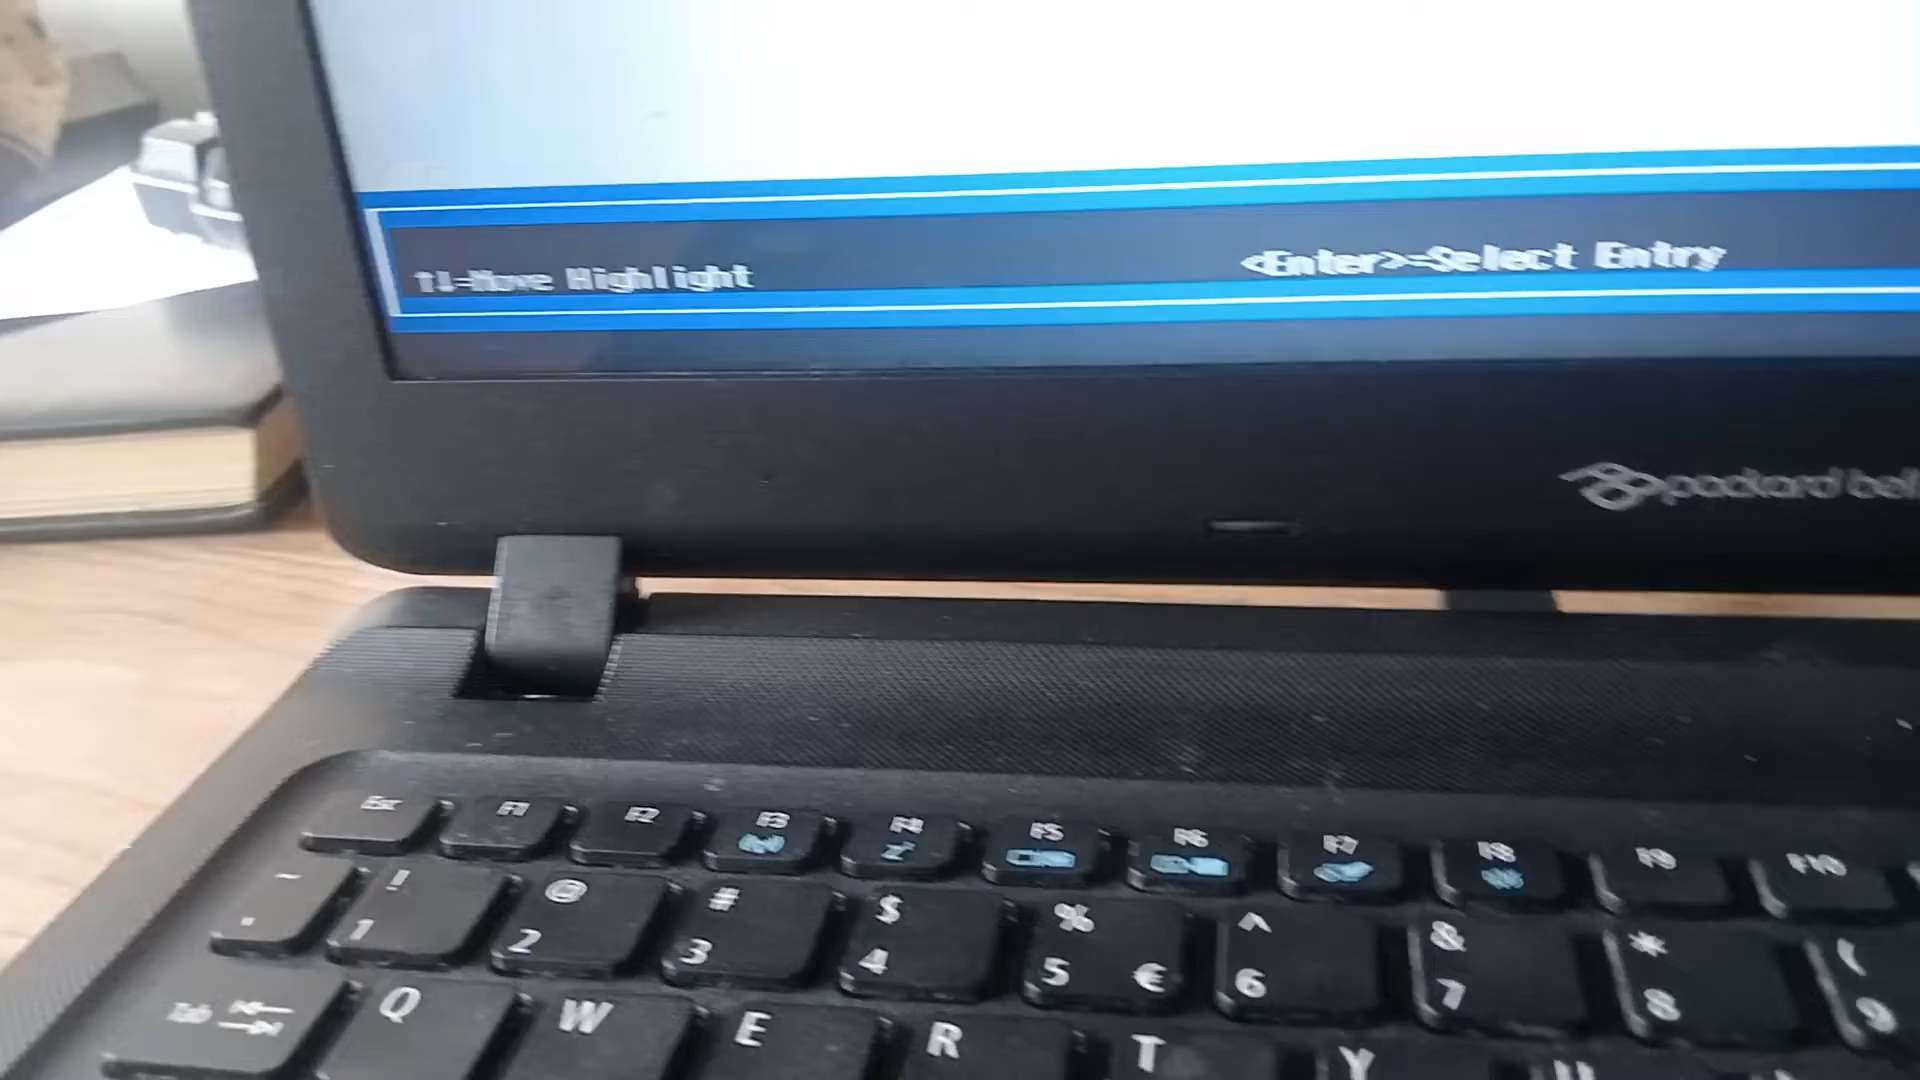 ↑↓=Move Highlight <Enter>=Select Entry
packard bell
Esc F1 F2 F3 F4 F5 F6 F7 F8 F9 F10
~ ! @ # $ % ^ & * (
1 2 3 4 5 € 6 7 8 9
Tab Q W E R T Y U